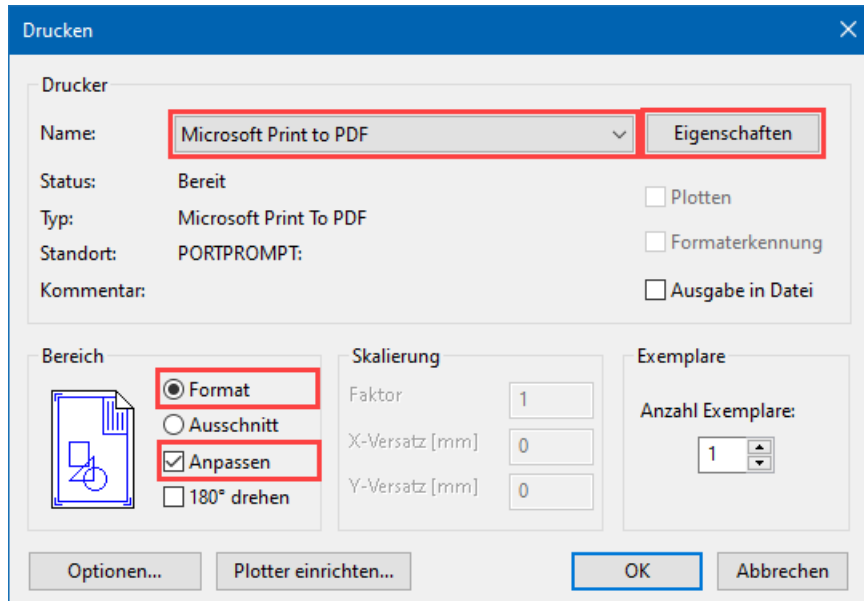 Drucken
Drucker
Name: Microsoft Print to PDF Eigenschaften
Status: Bereit
Plotten
Typ: Microsoft Print To PDF
Formaterkennung
Standort: PORTPROMPT:
Kommentar:
Ausgabe in Datei
Bereich
Format
Ausschnitt
Anpassen
180° drehen
Skalierung
Faktor 1
X-Versatz [mm] 0
Y-Versatz [mm] 0
Exemplare
Anzahl Exemplare:
1
Optionen... Plotter einrichten... OK Abbrechen